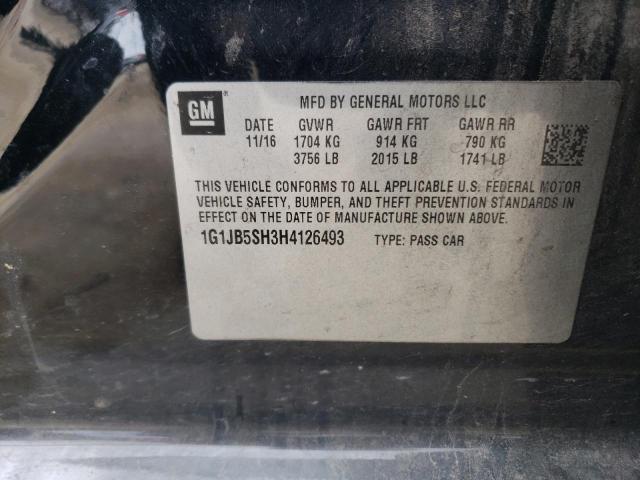 GM®
MFD BY GENERAL MOTORS LLC
DATE GVWR GAWR FRT GAWR RR
11/16 1704 KG 914 KG 790 KG
3756 LB 2015 LB 1741 LB
THIS VEHICLE CONFORMS TO ALL APPLICABLE U.S. FEDERAL MOTOR
VEHICLE SAFETY, BUMPER, AND THEFT PREVENTION STANDARDS IN
EFFECT ON THE DATE OF MANUFACTURE SHOWN ABOVE.
1G1JB5SH3H4126493 TYPE: PASS CAR